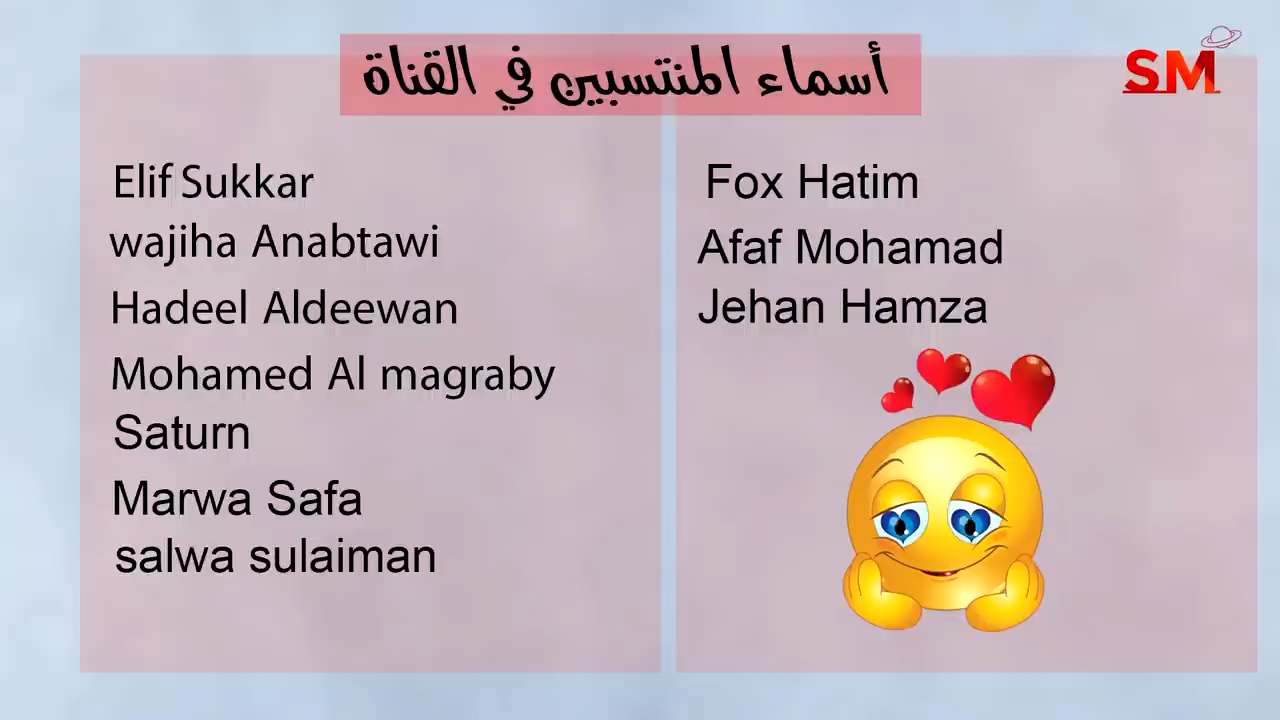 أسماء المنتسبين في القناة
SM
Elif Sukkar
wajiha Anabtawi
Hadeel Aldeewan
Mohamed Al magraby
Saturn
Marwa Safa
salwa sulaiman
Fox Hatim
Afaf Mohamad
Jehan Hamza